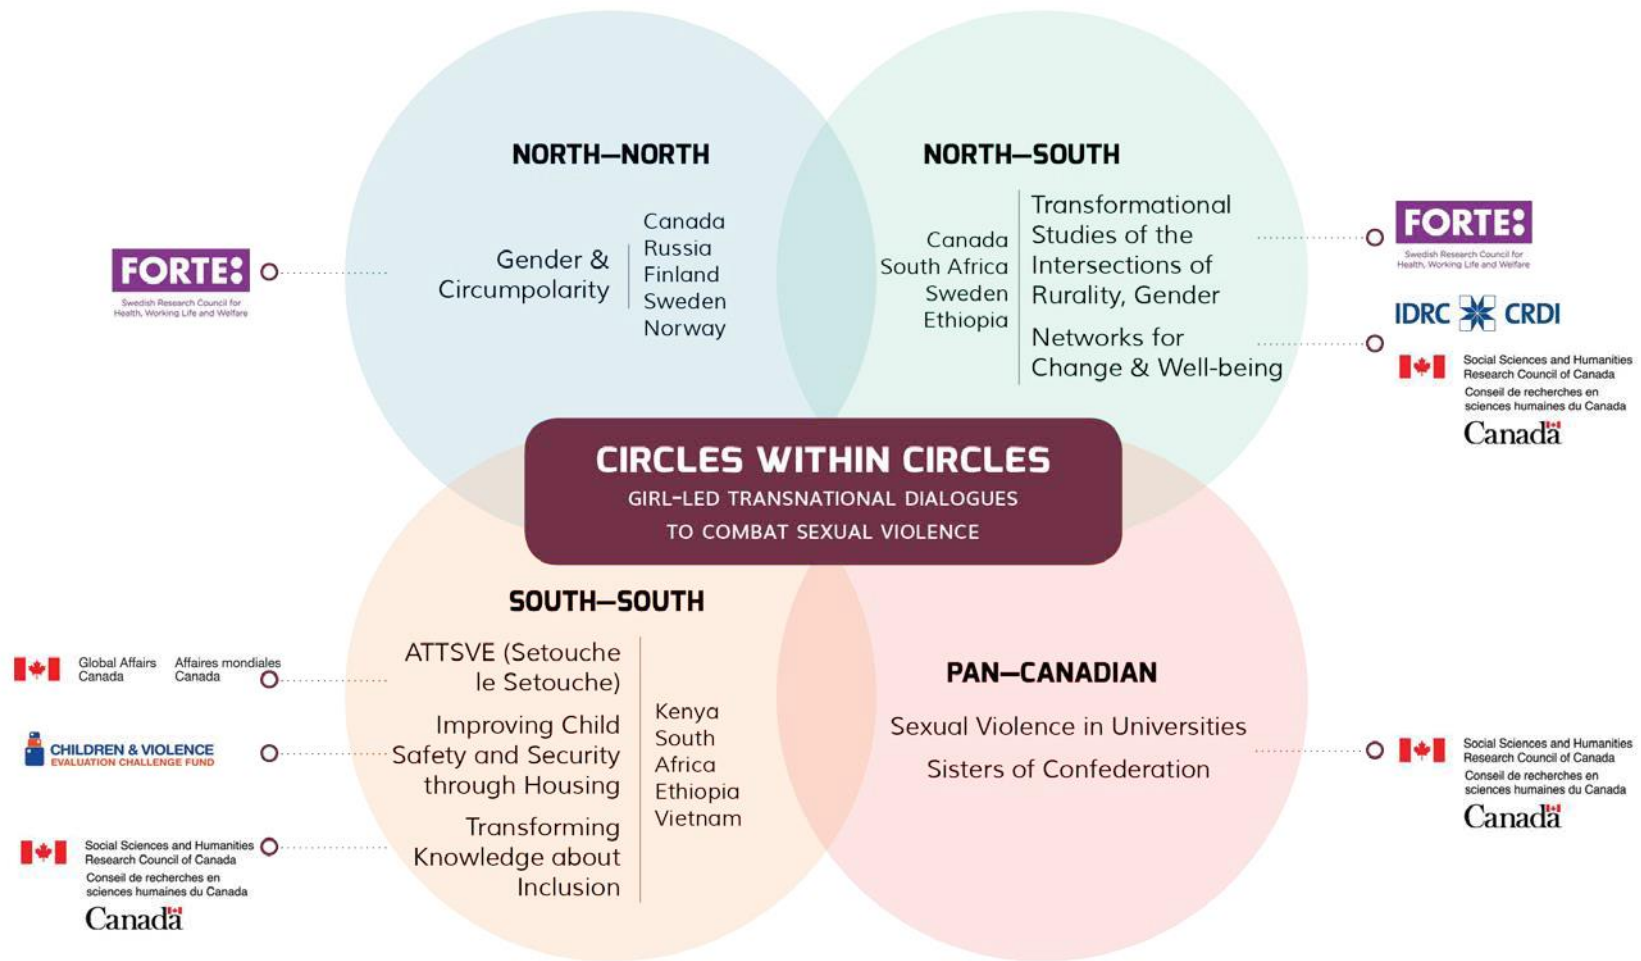 NORTH—NORTH
Gender &
Circumpolarity
Canada
Russia
Finland
Sweden
Norway
FORTE:
Swedish Research Council for
Health, Working Life and Welfare
NORTH—SOUTH
Canada
South Africa
Sweden
Ethiopia
Transformational
Studies of the
Intersections of
Rurality, Gender
Networks for
Change & Well-being
FORTE:
Swedish Research Council for
Health, Working Life and Welfare
IDRC CRDI
Social Sciences and Humanities
Research Council of Canada
Conseil de recherches en
sciences humaines du Canada
Canada
CIRCLES WITHIN CIRCLES
GIRL-LED TRANSNATIONAL DIALOGUES
TO COMBAT SEXUAL VIOLENCE
SOUTH—SOUTH
ATTSVE (Setouche
le Setouche)
Improving Child
Safety and Security
through Housing
Transforming
Knowledge about
Inclusion
Kenya
South
Africa
Ethiopia
Vietnam
Global Affairs Affaires mondiales
Canada Canada
CHILDREN & VIOLENCE
EVALUATION CHALLENGE FUND
Social Sciences and Humanities
Research Council of Canada
Conseil de recherches en
sciences humaines du Canada
Canada
PAN—CANADIAN
Sexual Violence in Universities
Sisters of Confederation
Social Sciences and Humanities
Research Council of Canada
Conseil de recherches en
sciences humaines du Canada
Canada